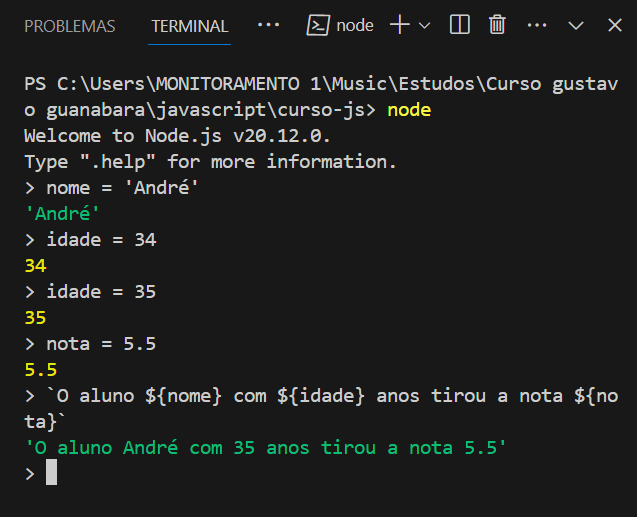 PROBLEMAS TERMINAL ··· node
PS C:\Users\MONITORAMENTO 1\Music\Estudos\Curso gustav
o guanabara\javascript\curso-js> node
Welcome to Node.js v20.12.0.
Type ".help" for more information.
> nome = 'André'
'André'
> idade = 34
34
> idade = 35
35
> nota = 5.5
5.5
> `O aluno ${nome} com ${idade} anos tirou a nota ${no
ta}`
'O aluno André com 35 anos tirou a nota 5.5'
>